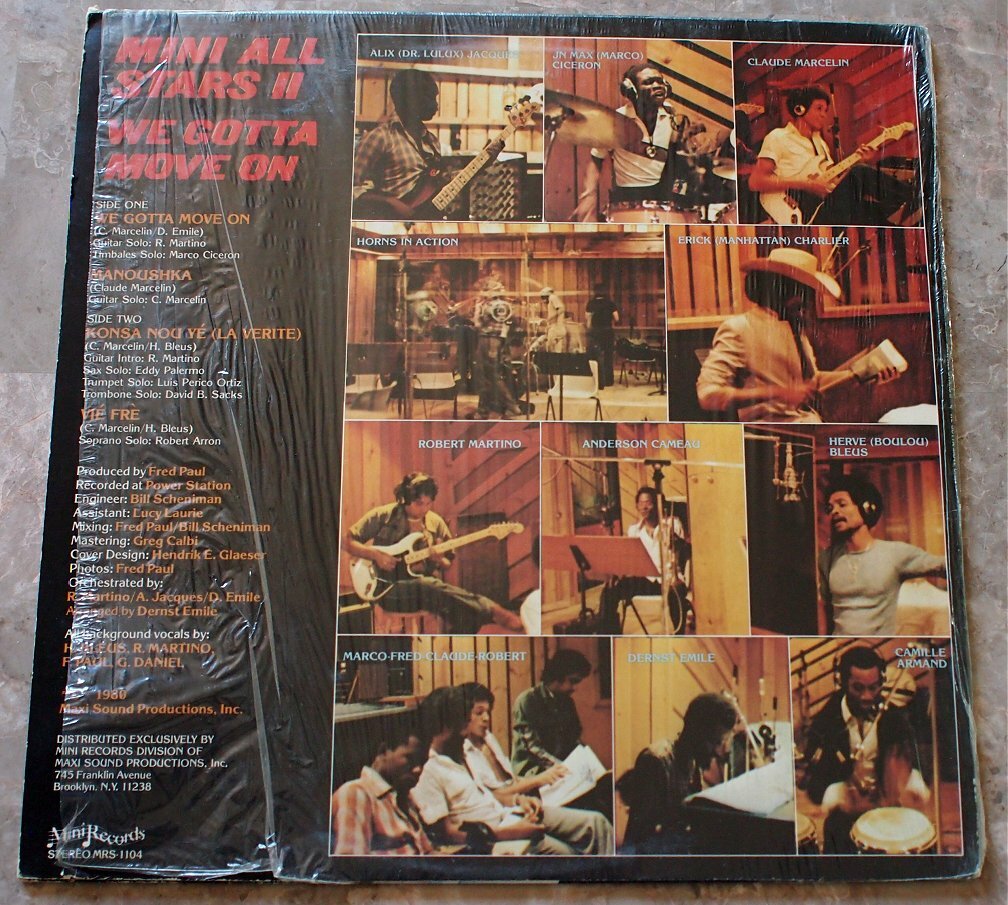 MINI ALL
STARS II
WE GOTTA
MOVE ON
SIDE ONE
WE GOTTA MOVE ON
(C. Marcelin/D. Emile)
Guitar Solo: R. Martino
Timbales Solo: Marco Ciceron
MANOUSHKA
(Claude Marcelin)
Guitar Solo: C. Marcelin
SIDE TWO
KONSA NOU YÉ (LA VERITE)
(C. Marcelin/H. Bleus)
Guitar Intro: R. Martino
Sax Solo: Eddy Palermo
Trumpet Solo: Luis Perico Ortiz
Trombone Solo: David B. Sacks
VIÉ FRE
(C. Marcelin/H. Bleus)
Soprano Solo: Robert Arron
Produced by Fred Paul
Recorded at Power Station
Engineer: Bill Scheniman
Assistant: Lucy Laurie
Mixing: Fred Paul/Bill Scheniman
Mastering: Greg Calbi
Cover Design: Hendrik E. Glaeser
Photos: Fred Paul
Orchestrated by:
R. Martino/A. Jacques/D. Emile
Arranged by Dernst Emile
All background vocals by:
H. BLEUS, R. MARTINO,
F. PAUL, G. DANIEL
1980
Maxi Sound Productions, Inc.
DISTRIBUTED EXCLUSIVELY BY
MINI RECORDS DIVISION OF
MAXI SOUND PRODUCTIONS, Inc.
745 Franklin Avenue
Brooklyn. N.Y. 11238
Mini Records
STEREO MRS-1104
ALIX (DR. LULUX) JACQUES
JN MAX (MARCO)
CICERON
CLAUDE MARCELIN
HORNS IN ACTION
ERICK (MANHATTAN) CHARLIER
ROBERT MARTINO
ANDERSON CAMEAU
HERVE (BOULOU)
BLEUS
MARCO-FRED-CLAUDE-ROBERT
DERNST EMILE
CAMILLE
ARMAND